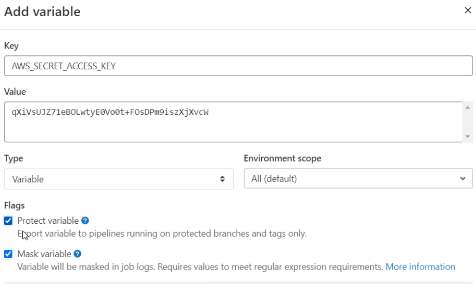 Add variable
×
Key
AWS_SECRET_ACCESS_KEY
Value
qXiVsUJZ71eBOLwtyE0Vo0t+FOsDPm9iszXjXvcW
Type
Environment scope
Variable
All (default)
Flags
Protect variable
Export variable to pipelines running on protected branches and tags only.
Mask variable
Variable will be masked in job logs. Requires values to meet regular expression requirements. More information